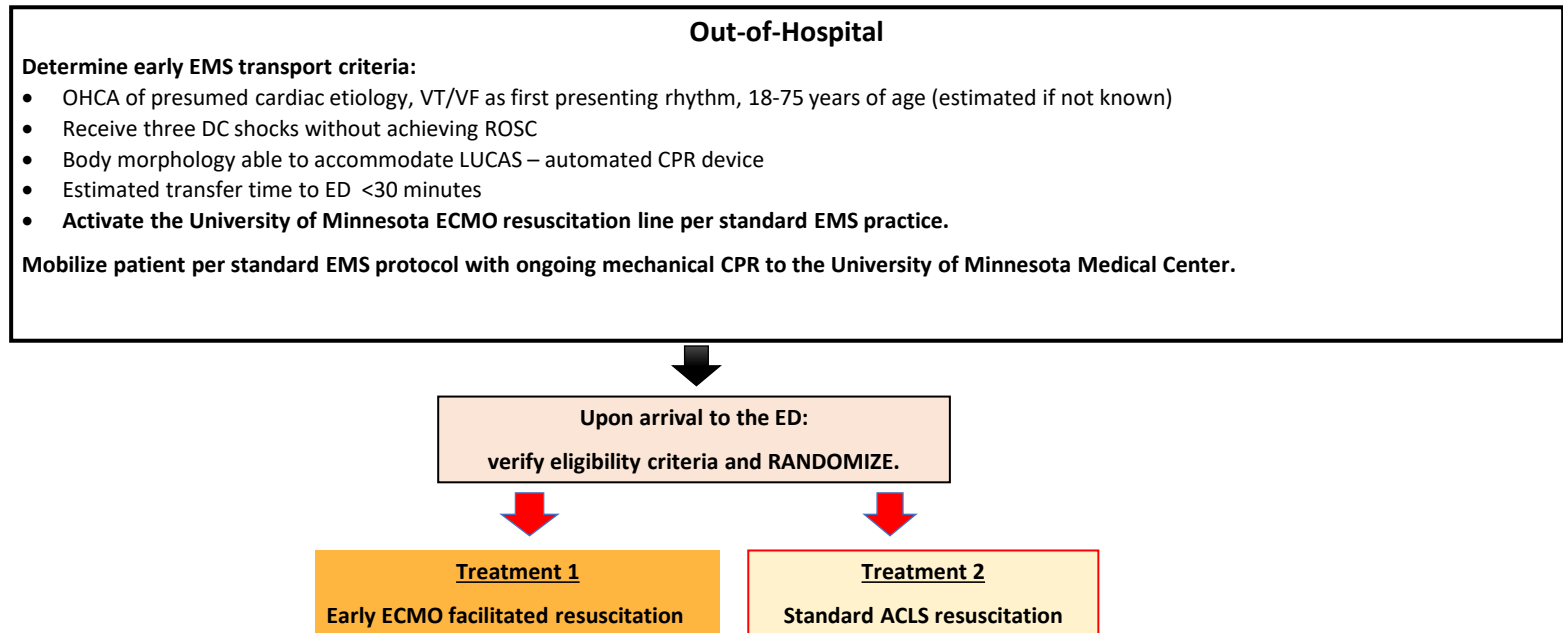 Out-of-Hospital
Determine early EMS transport criteria:
• OHCA of presumed cardiac etiology, VT/VF as first presenting rhythm, 18-75 years of age (estimated if not known)
• Receive three DC shocks without achieving ROSC
• Body morphology able to accommodate LUCAS – automated CPR device
• Estimated transfer time to ED <30 minutes
• Activate the University of Minnesota ECMO resuscitation line per standard EMS practice.
Mobilize patient per standard EMS protocol with ongoing mechanical CPR to the University of Minnesota Medical Center.
Upon arrival to the ED:
verify eligibility criteria and RANDOMIZE.
Treatment 1
Early ECMO facilitated resuscitation
Treatment 2
Standard ACLS resuscitation